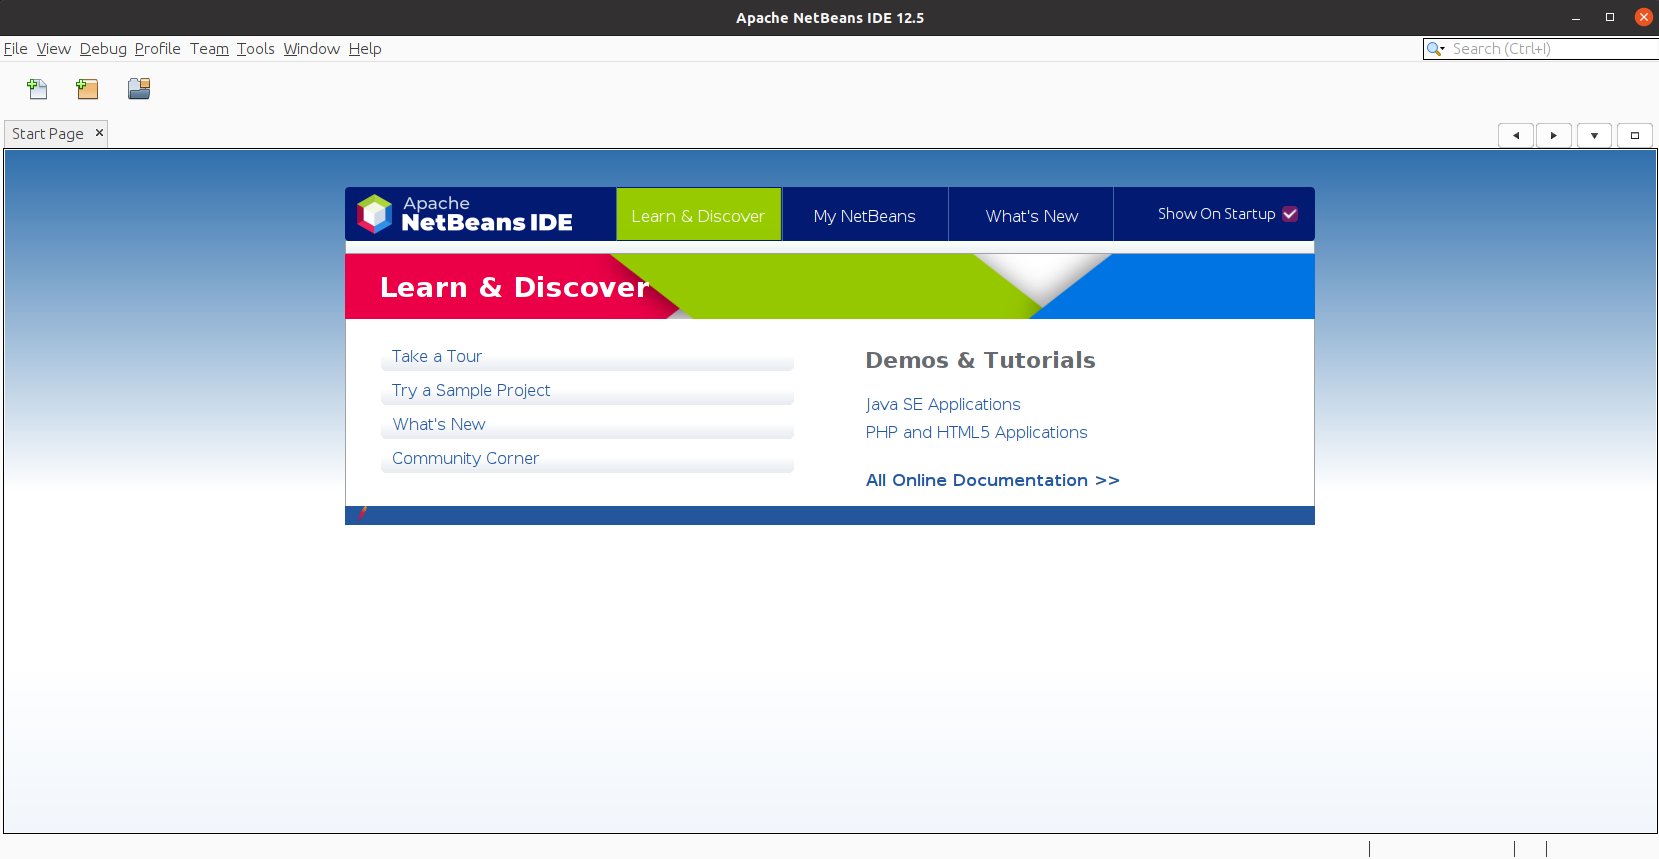 Apache NetBeans IDE 12.5
File View Debug Profile Team Tools Window Help
Search (Ctrl+I)
Start Page
Apache
NetBeans IDE
Learn & Discover
My NetBeans
What's New
Show On Startup
Learn & Discover
Take a Tour
Try a Sample Project
What's New
Community Corner
Demos & Tutorials
Java SE Applications
PHP and HTML5 Applications
All Online Documentation >>